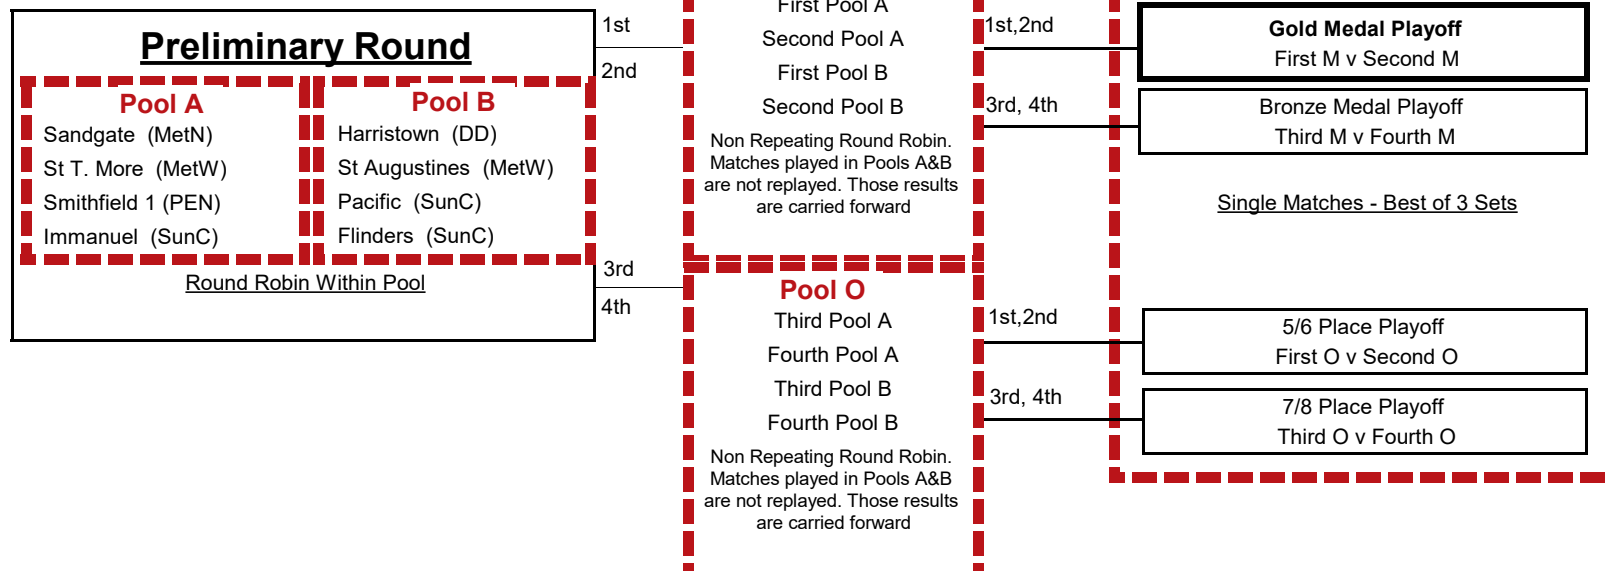 Preliminary Round
Pool A
Sandgate (MetN)
St T. More (MetW)
Smithfield 1 (PEN)
Immanuel (SunC)
Pool B
Harristown (DD)
St Augustines (MetW)
Pacific (SunC)
Flinders (SunC)
Round Robin Within Pool
1st
2nd
3rd
4th
First Pool A
Second Pool A
First Pool B
Second Pool B
Non Repeating Round Robin.
Matches played in Pools A&B
are not replayed. Those results
are carried forward
Pool O
Third Pool A
Fourth Pool A
Third Pool B
Fourth Pool B
Non Repeating Round Robin.
Matches played in Pools A&B
are not replayed. Those results
are carried forward
1st,2nd
3rd, 4th
1st,2nd
3rd, 4th
Gold Medal Playoff
First M v Second M
Bronze Medal Playoff
Third M v Fourth M
Single Matches - Best of 3 Sets
5/6 Place Playoff
First O v Second O
7/8 Place Playoff
Third O v Fourth O